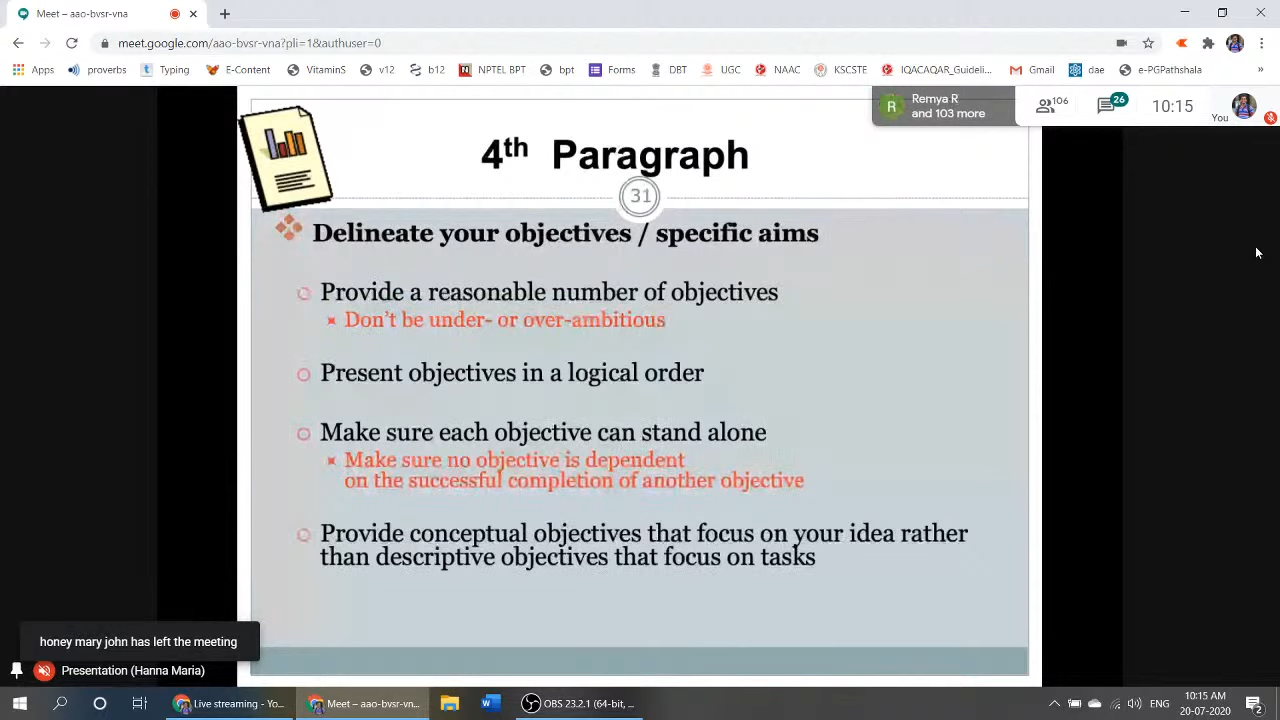 Meet – aao-bvsr-vna
meet.google.com/aao-bvsr-vna?pli=1&authuser=0
Apps proverbs Typing E-Content VitaminS v12 b12 NPTEL BPT bpt Forms DBT UGC NAAC KSCSTE IQACAQAR_Guideli... Gmail dae e-PGPathshala »
R Remya R
and 103 more
106 26 10:15 You
4th Paragraph
31
Delineate your objectives / specific aims
Provide a reasonable number of objectives
Don't be under- or over-ambitious
Present objectives in a logical order
Make sure each objective can stand alone
Make sure no objective is dependent
on the successful completion of another objective
Provide conceptual objectives that focus on your idea rather
than descriptive objectives that focus on tasks
honey mary john has left the meeting
Presentation (Hanna Maria)
Live streaming - Yo... Meet – aao-bvsr-vn... OBS 23.2.1 (64-bit, ... ENG 10:15 AM
20-07-2020 2